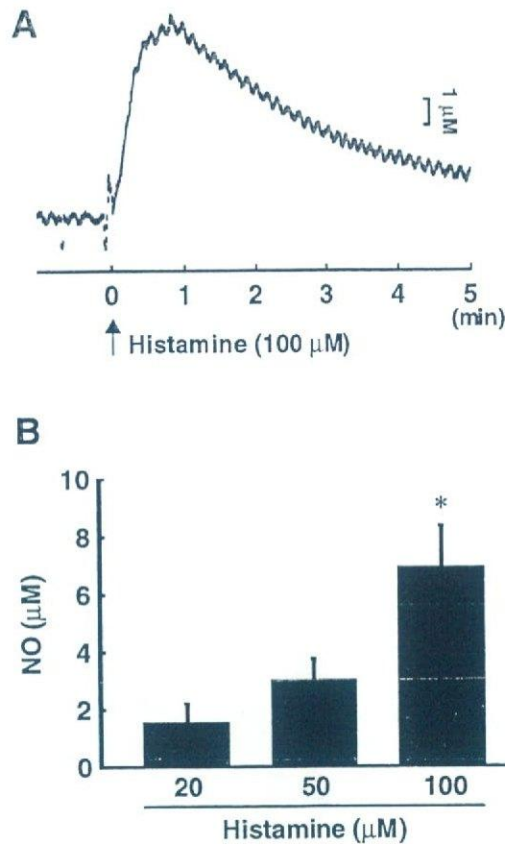 A
1 μM
0 1 2 3 4 5
(min)
Histamine (100 μM)
B
10
8
6
4
2
0
NO (μM)
*
20 50 100
Histamine (μM)